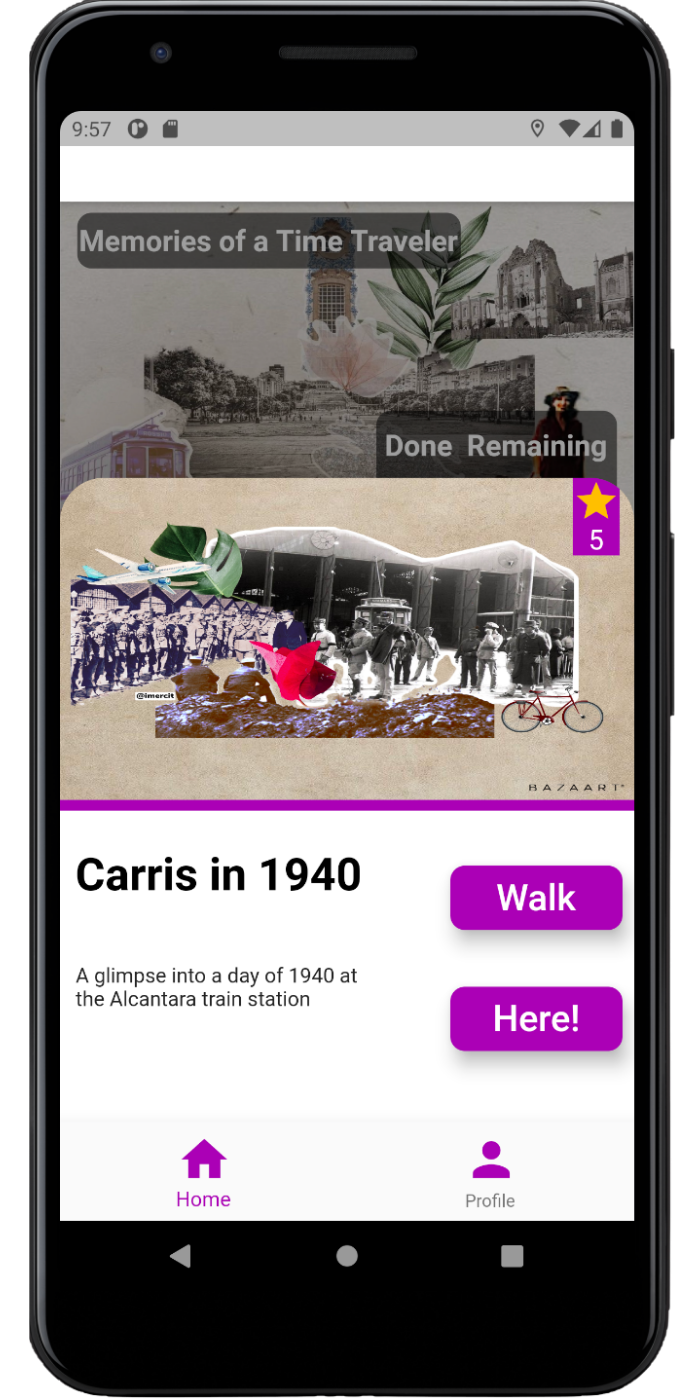 9:57
Memories of a Time Traveler
Done Remaining
5
@imercit
BAZAART
Carris in 1940
Walk
A glimpse into a day of 1940 at
the Alcantara train station
Here!
Home
Profile